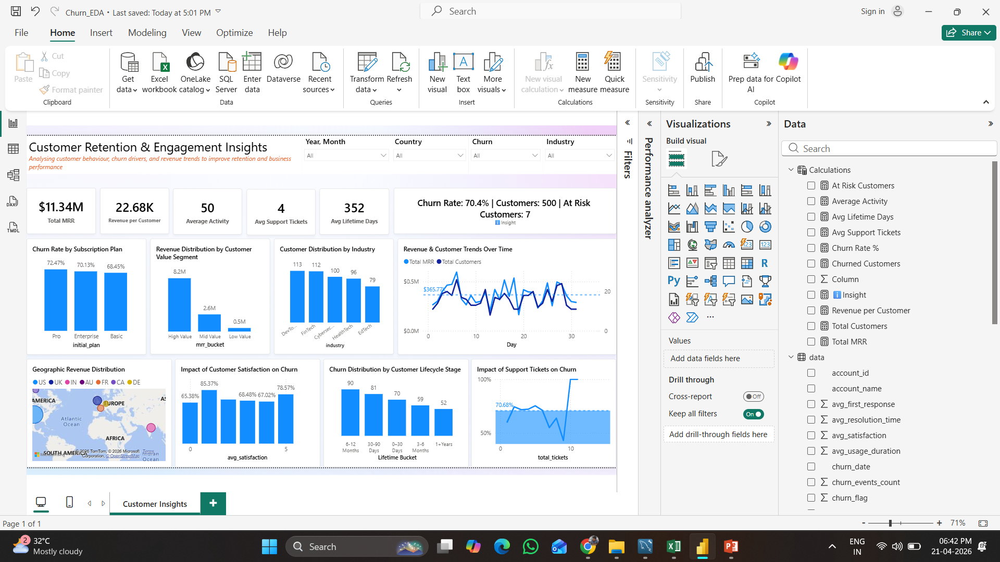 Churn_EDA • Last saved: Today at 5:01 PM
Search
Sign in
File
Home
Insert
Modeling
View
Optimize
Help
Share
Paste
Cut
Copy
Format painter
Clipboard
Get data
Excel workbook
OneLake catalog
SQL Server
Enter data
Dataverse
Recent sources
Data
Transform data
Refresh
Queries
New visual
Text box
More visuals
Insert
New visual calculation
New measure
Quick measure
Calculations
Sensitivity
Sensitivity
Publish
Share
Prep data for AI
Copilot
Copilot
DAX
TMDL
Customer Retention & Engagement Insights
Analysing customer behaviour, churn drivers, and revenue trends to improve retention and business
performance
Year, Month
All
Country
All
Churn
All
Industry
All
$11.34M
Total MRR
22.68K
Revenue per Customer
50
Average Activity
4
Avg Support Tickets
352
Avg Lifetime Days
Churn Rate: 70.4% | Customers: 500 | At Risk
Customers: 7
Insight
Churn Rate by Subscription Plan
72.47%
70.13%
68.45%
Pro
Enterprise
Basic
initial_plan
Revenue Distribution by Customer
Value Segment
8.2M
2.6M
0.5M
High Value
Mid Value
Low Value
mrr_bucket
Customer Distribution by Industry
113
112
100
96
79
DevTo...
FinTech
Cybersec...
HealthTech
EdTech
industry
Revenue & Customer Trends Over Time
Total MRR
Total Customers
$0.5M
$365.77
$0.0M
20
0
0
10
20
30
Day
Geographic Revenue Distribution
US
UK
IN
AU
FR
CA
DE
AMERICA
EUROPE
AS
Atlantic
Ocean
AFRICA
SOUTH AMERICA
Indian
Ocean
© 2026 TomTom, © 2026 Microsoft
Corporation, © OpenStreetMap
Terms
Impact of Customer Satisfaction on Churn
65.38%
85.37%
68.48%
67.02%
78.57%
0
5
avg_satisfaction
Churn Distribution by Customer Lifecycle Stage
90
81
70
59
52
6-12
Months
30-90
Days
0–30
Days
3-6
Months
1+Years
Lifetime Bucket
Impact of Support Tickets on Churn
100%
70.68%
50%
0
10
total_tickets
Filters
Performance analyzer
Visualizations
Build visual
123
123
R
Py
Values
Add data fields here
Drill through
Cross-report
Off
Keep all filters
On
Add drill-through fields here
Data
Search
Calculations
At Risk Customers
Average Activity
Avg Lifetime Days
Avg Support Tickets
Churn Rate %
Churned Customers
Column
Insight
Revenue per Customer
Total Customers
Total MRR
data
account_id
account_name
avg_first_response
avg_resolution_time
avg_satisfaction
avg_usage_duration
churn_date
churn_events_count
churn_flag
Customer Insights
Page 1 of 1
71%
2
32°C
Mostly cloudy
Search
ENG
IN
06:42 PM
21-04-2026